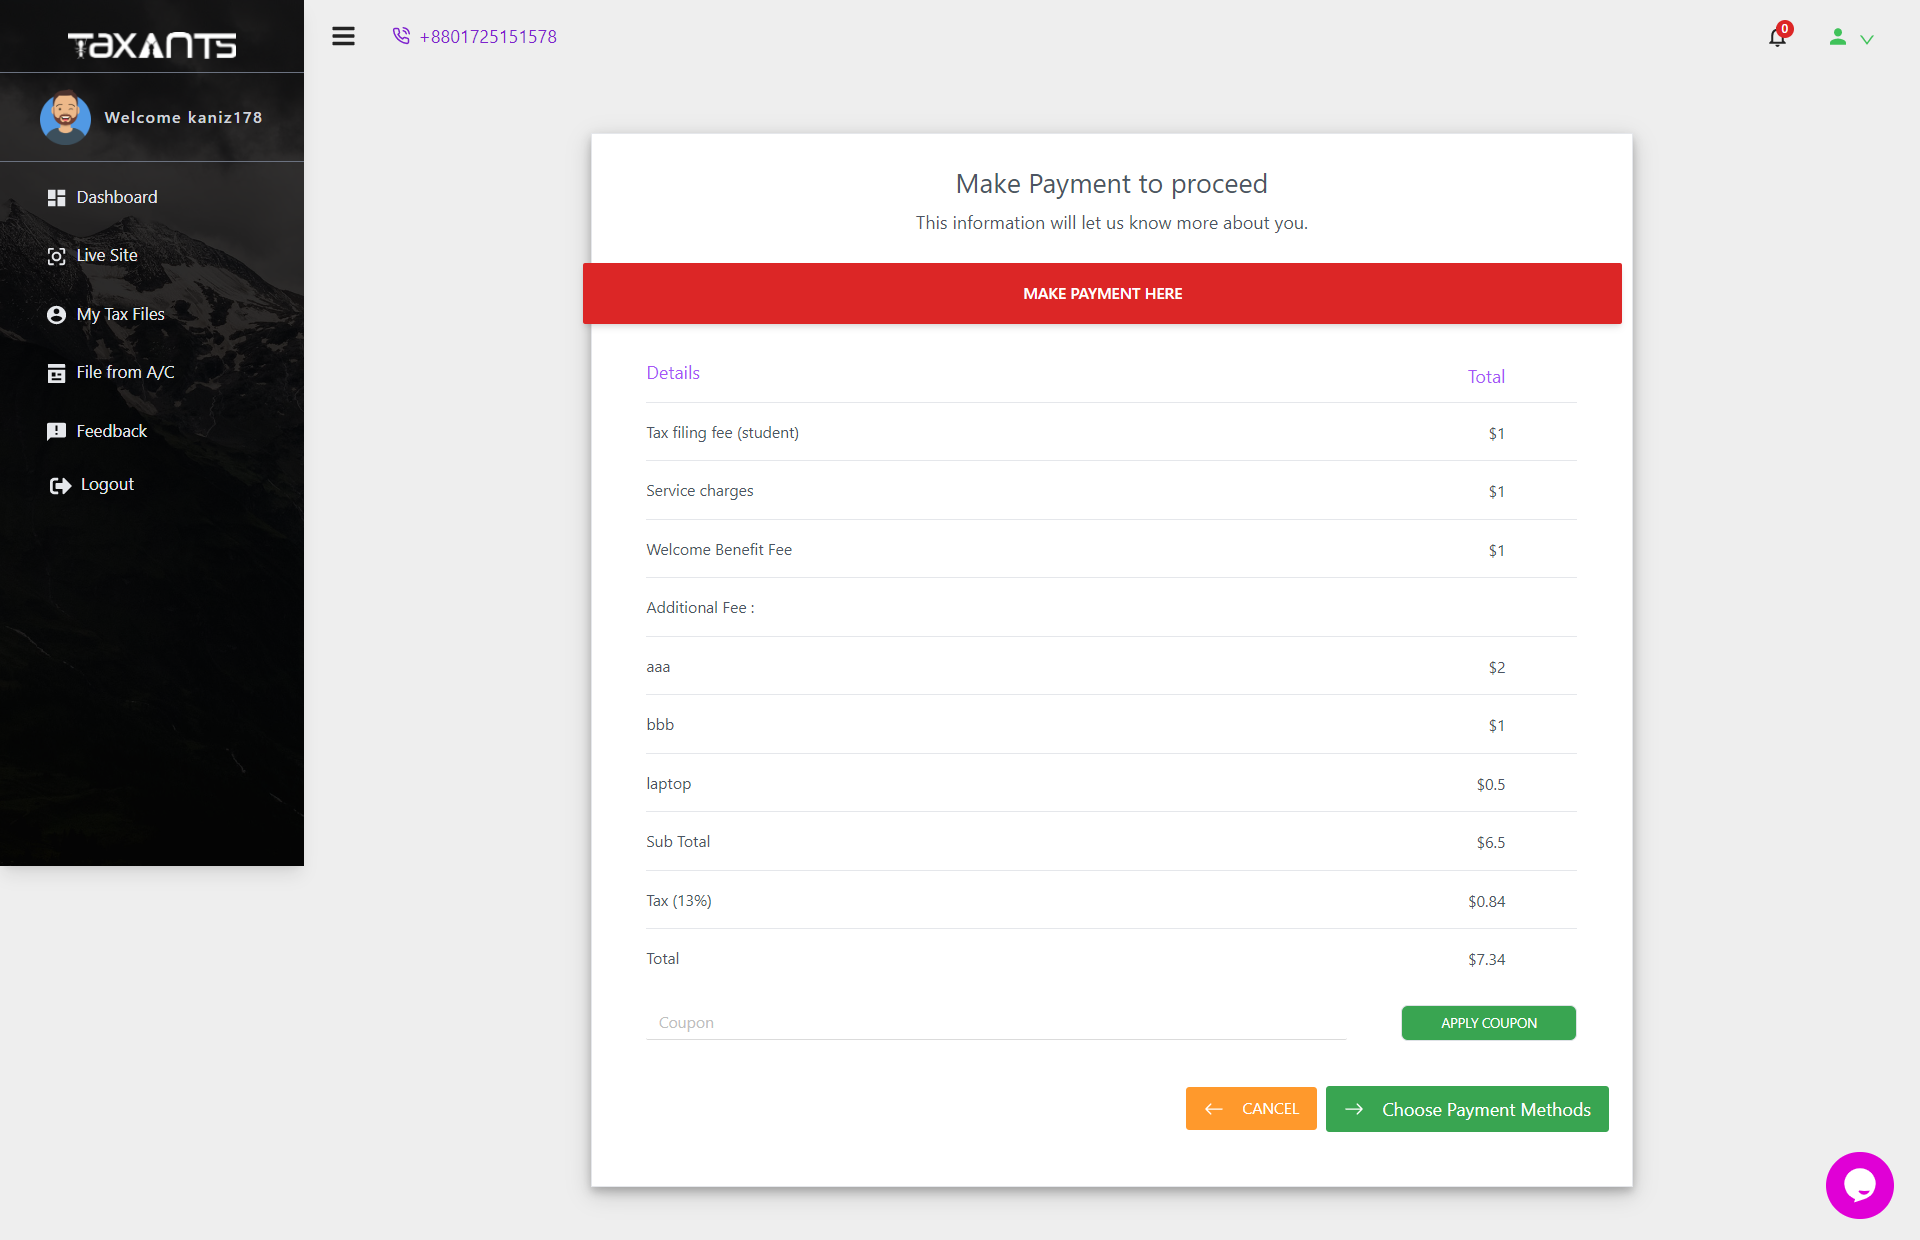 TaxANTS
+8801725151578
0
Welcome kaniz178
Dashboard
Live Site
My Tax Files
File from A/C
Feedback
Logout
Make Payment to proceed
This information will let us know more about you.
MAKE PAYMENT HERE
Details Total
Tax filing fee (student) $1
Service charges $1
Welcome Benefit Fee $1
Additional Fee :
aaa $2
bbb $1
laptop $0.5
Sub Total $6.5
Tax (13%) $0.84
Total $7.34
Coupon APPLY COUPON
CANCEL Choose Payment Methods